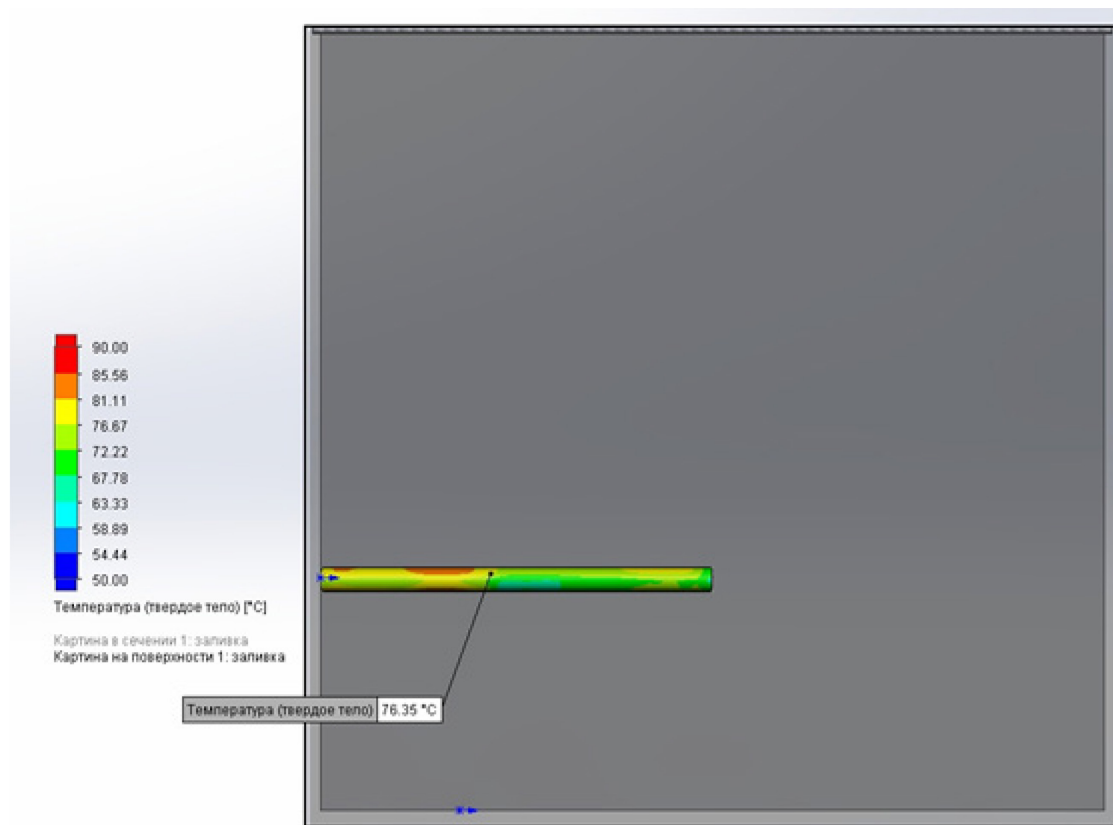 90.00
85.56
81.11
76.67
72.22
67.78
63.33
58.89
54.44
50.00
Температура (твердое тело) [°C]
Картина в сечении 1: заливка
Картина на поверхности 1: заливка
Температура (твердое тело) 76.35 °C